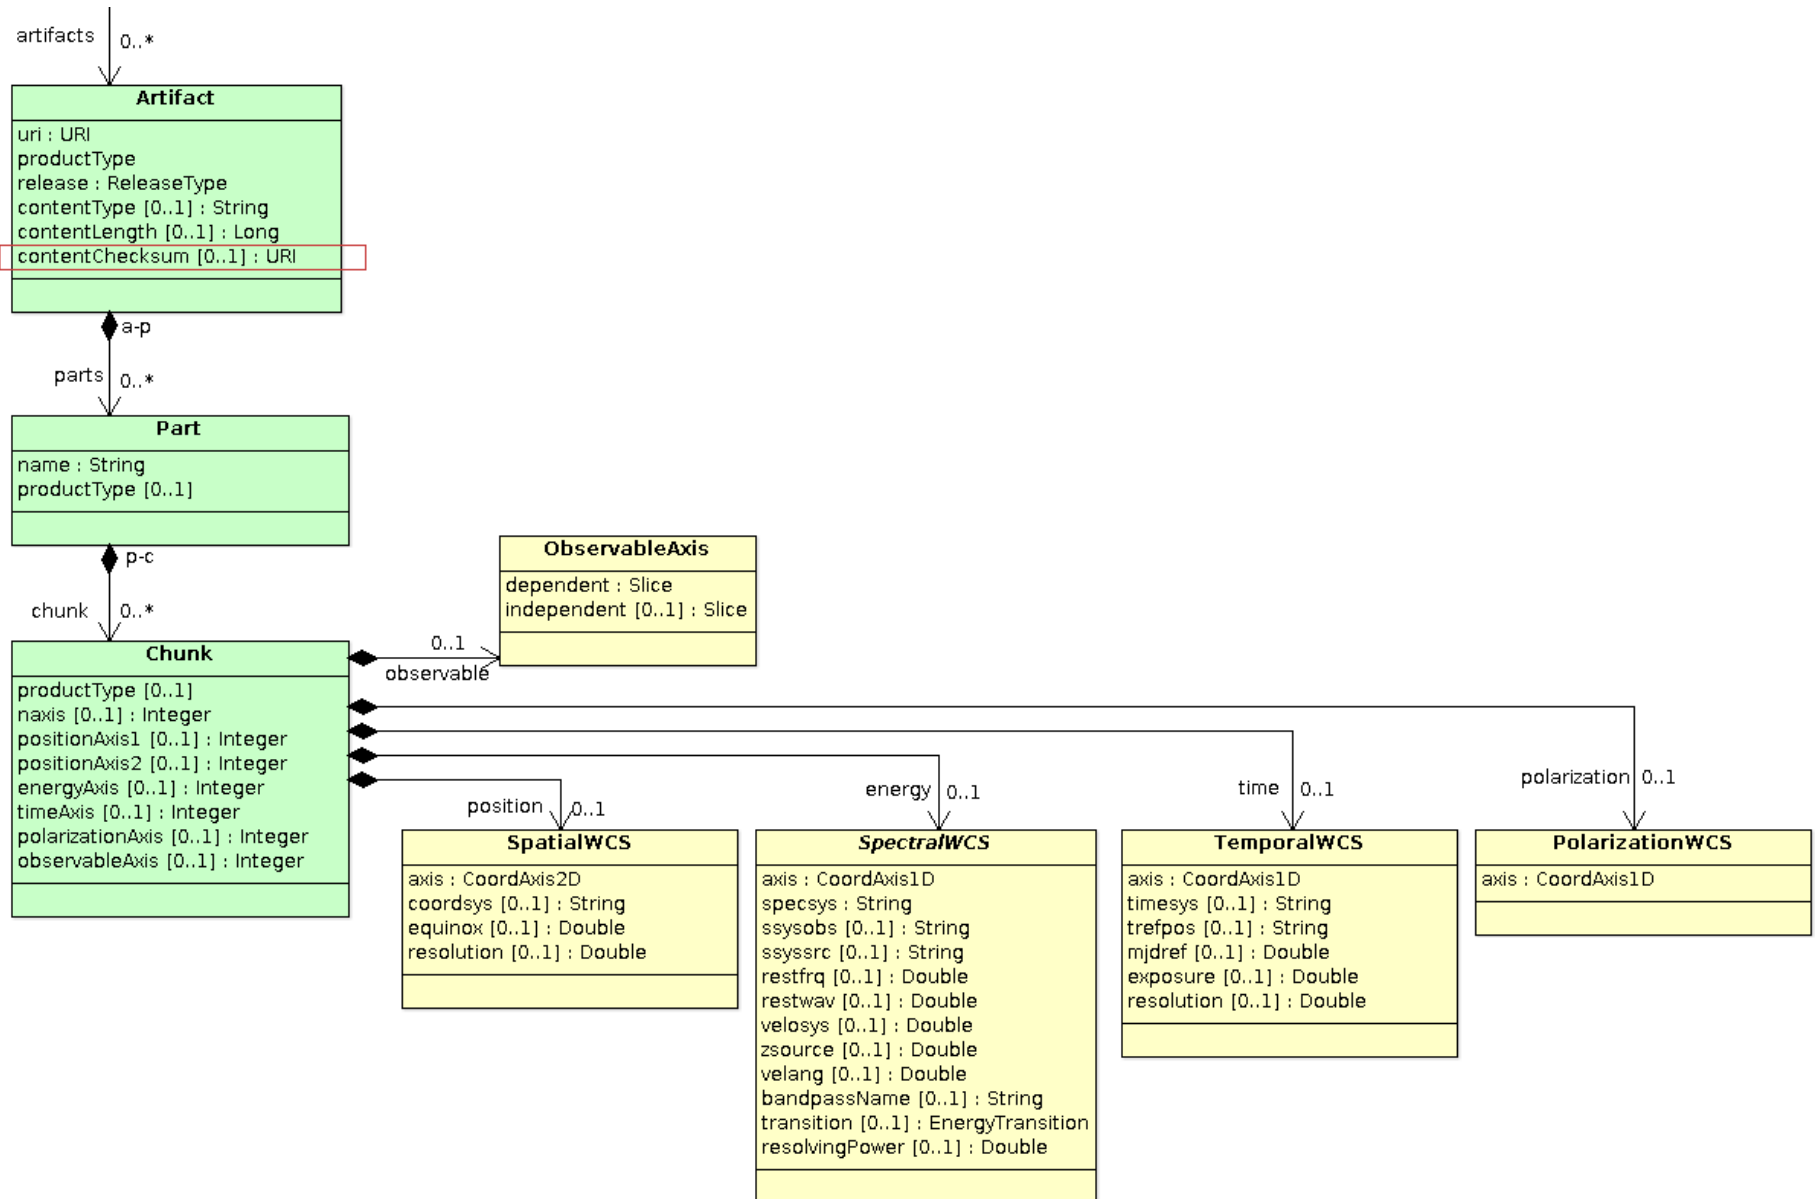 artifacts
0..*
Artifact
uri : URI
productType
release : ReleaseType
contentType [0..1] : String
contentLength [0..1] : Long
contentChecksum [0..1] : URI
a-p
parts
0..*
Part
name : String
productType [0..1]
p-c
chunk
0..*
Chunk
productType [0..1]
naxis [0..1] : Integer
positionAxis1 [0..1] : Integer
positionAxis2 [0..1] : Integer
energyAxis [0..1] : Integer
timeAxis [0..1] : Integer
polarizationAxis [0..1] : Integer
observableAxis [0..1] : Integer
0..1
observable
ObservableAxis
dependent : Slice
independent [0..1] : Slice
position
0..1
SpatialWCS
axis : CoordAxis2D
coordsys [0..1] : String
equinox [0..1] : Double
resolution [0..1] : Double
energy
0..1
SpectralWCS
axis : CoordAxis1D
specsys : String
ssysobs [0..1] : String
ssyssrc [0..1] : String
restfrq [0..1] : Double
restwav [0..1] : Double
velosys [0..1] : Double
zsource [0..1] : Double
velang [0..1] : Double
bandpassName [0..1] : String
transition [0..1] : EnergyTransition
resolvingPower [0..1] : Double
time
0..1
TemporalWCS
axis : CoordAxis1D
timesys [0..1] : String
trefpos [0..1] : String
mjdref [0..1] : Double
exposure [0..1] : Double
resolution [0..1] : Double
polarization
0..1
PolarizationWCS
axis : CoordAxis1D